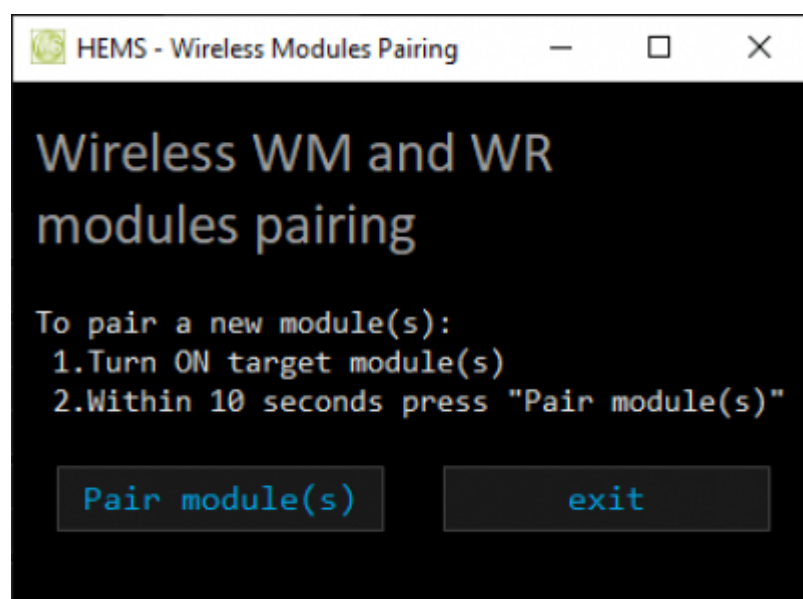 HEMS - Wireless Modules Pairing
Wireless WM and WR
modules pairing
To pair a new module(s):
1.Turn ON target module(s)
2.Within 10 seconds press "Pair module(s)"
Pair module(s)
exit